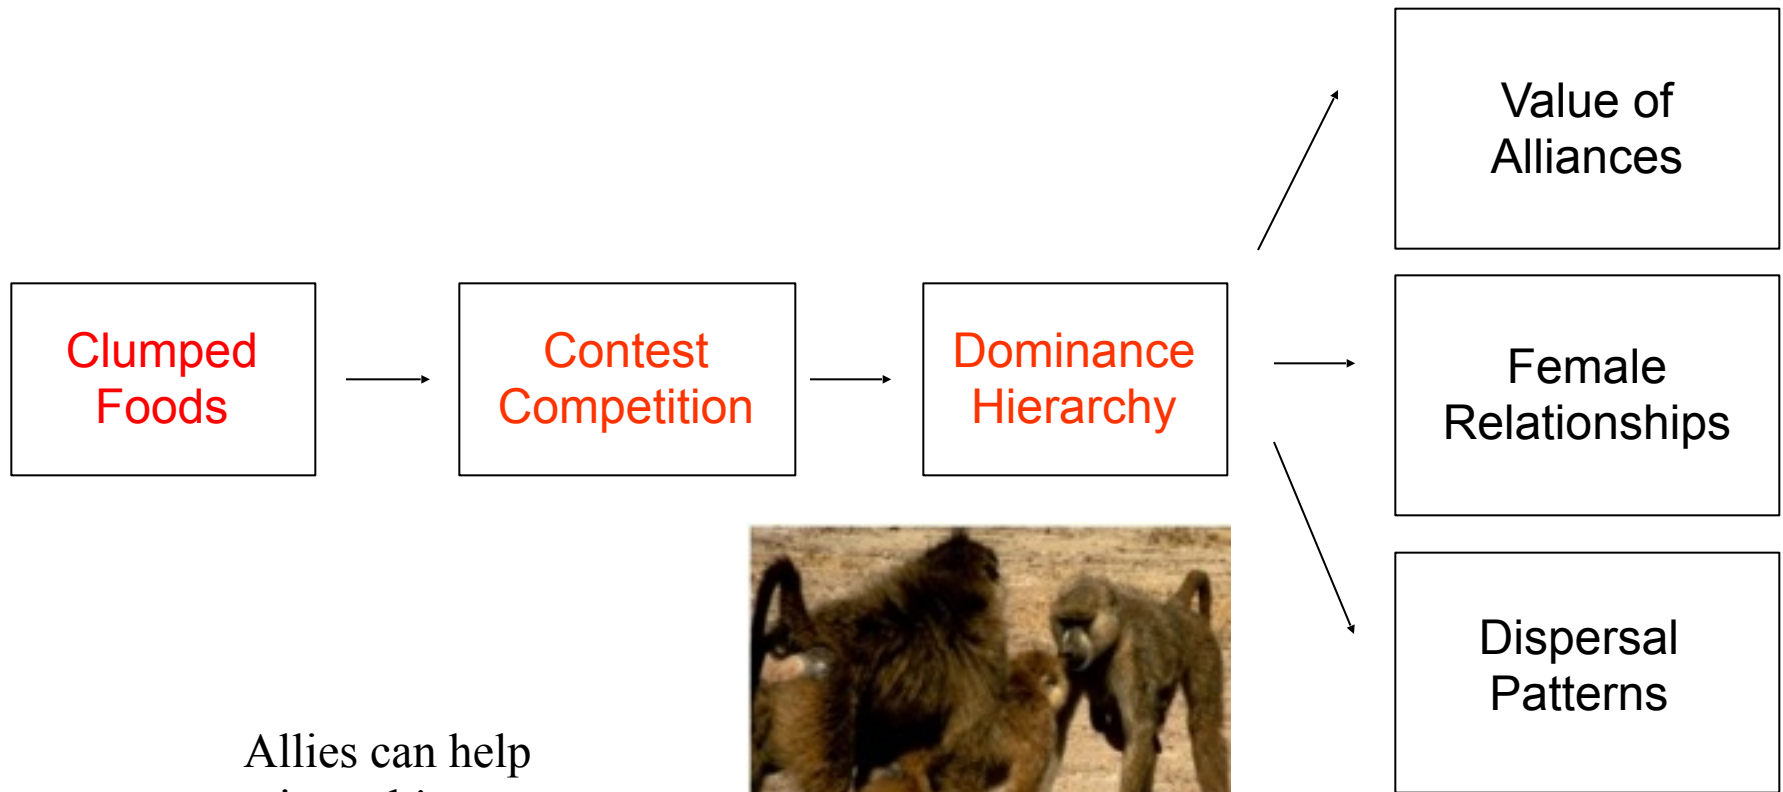 Value of
Alliances
Clumped
Foods
Contest
Competition
Dominance
Hierarchy
Female
Relationships
Dispersal
Patterns
Allies can help